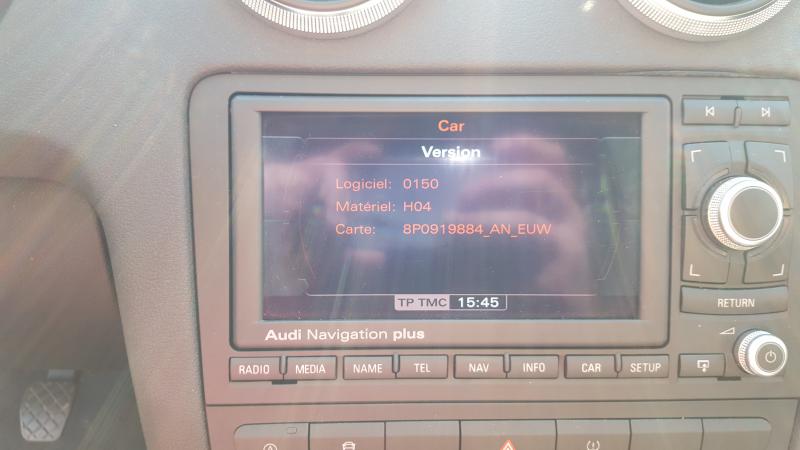 Car
Version
Logiciel: 0150
Matériel: H04
Carte: 8P0919884_AN_EUW
TP TMC 15:45
Audi Navigation plus
RETURN
RADIO MEDIA NAME TEL NAV INFO CAR SETUP